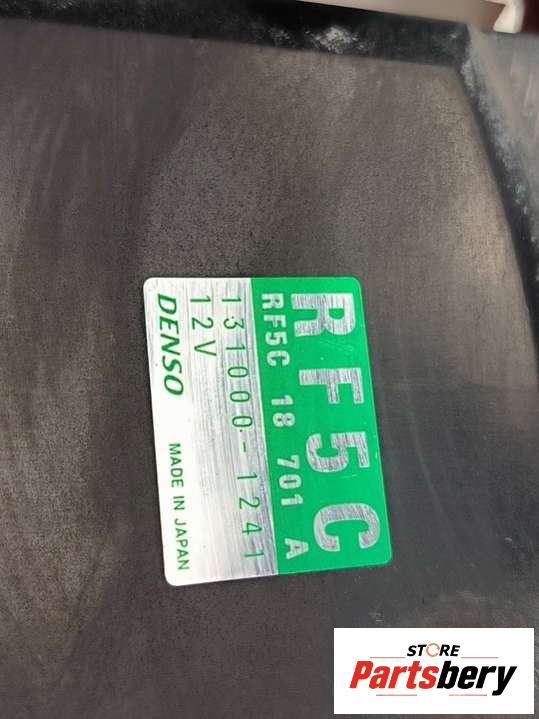 RF5C
RF5C 18 701 A
131000-1241
12V
DENSO MADE IN JAPAN
STORE
Partsbery